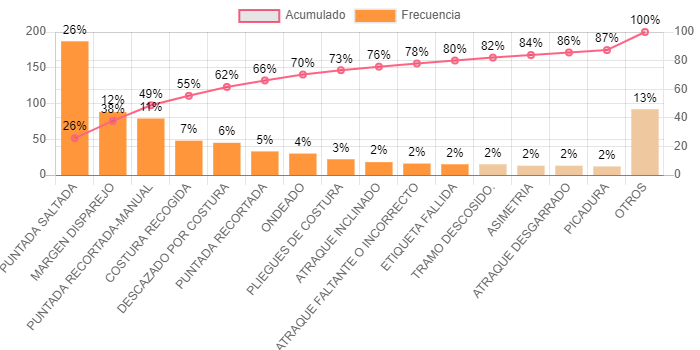 Acumulado Frecuencia
200 150 100 50 0
100 80 60 40 20 0
26% 38% 49% 55% 62% 66% 70% 73% 76% 78% 80% 82% 84% 86% 87% 100%
26% 12% 11% 7% 6% 5% 4% 3% 2% 2% 2% 2% 2% 2% 2% 13%
PUNTADA SALTADA
MARGEN DISPAREJO
PUNTADA RECORTADA-MANUAL
COSTURA RECOGIDA
DESCAZADO POR COSTURA
PUNTADA RECORTADA
ONDEADO
PLIEGUES DE COSTURA
ATRAQUE INCLINADO
ATRAQUE FALTANTE O INCORRECTO
ETIQUETA FALLIDA
TRAMO DESCOSIDO.
ASIMETRIA
ATRAQUE DESGARRADO
PICADURA
OTROS